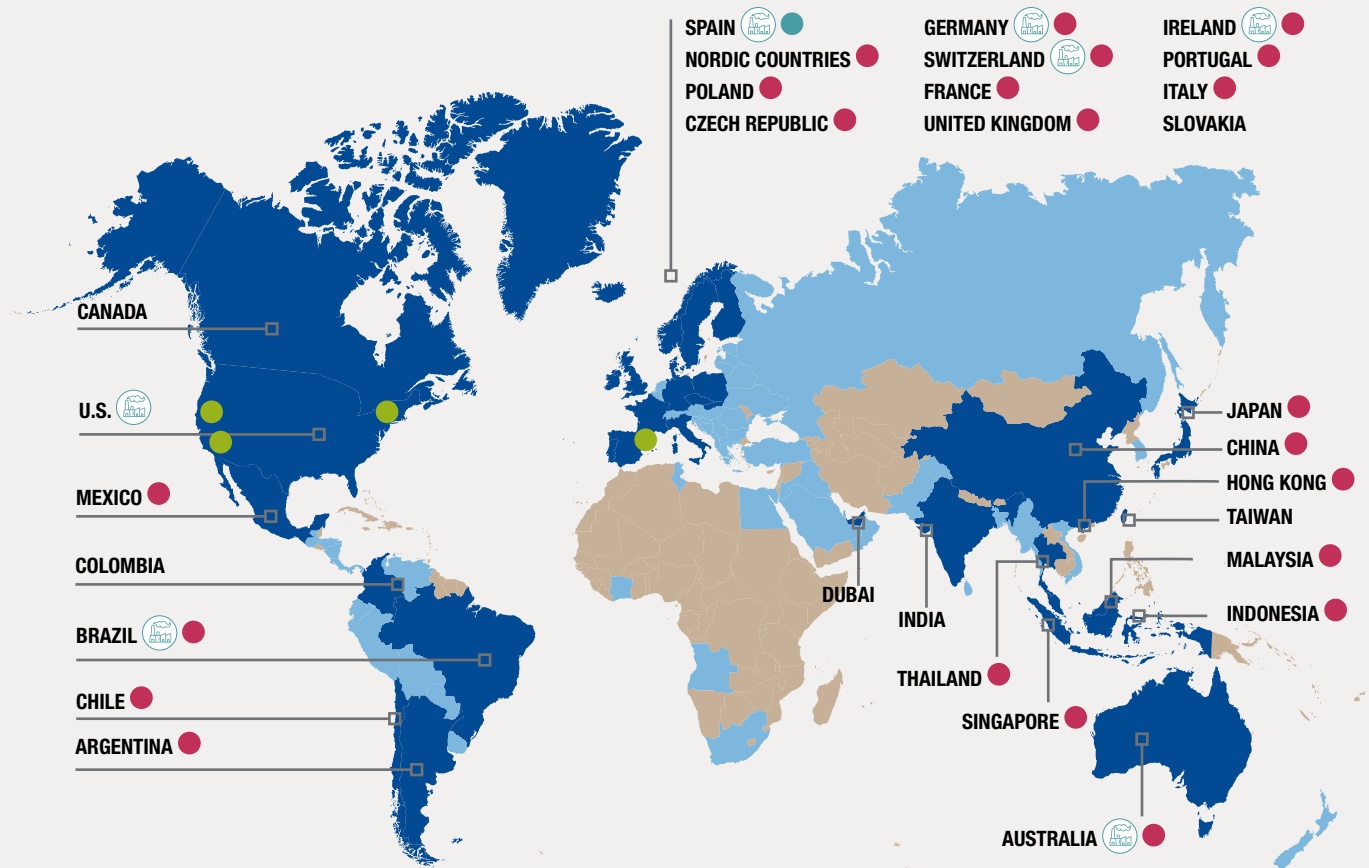 SPAIN
NORDIC COUNTRIES
POLAND
CZECH REPUBLIC
GERMANY
SWITZERLAND
FRANCE
UNITED KINGDOM
IRELAND
PORTUGAL
ITALY
SLOVAKIA
CANADA
U.S.
MEXICO
COLOMBIA
BRAZIL
CHILE
ARGENTINA
JAPAN
CHINA
HONG KONG
TAIWAN
MALAYSIA
INDONESIA
DUBAI
INDIA
THAILAND
SINGAPORE
AUSTRALIA